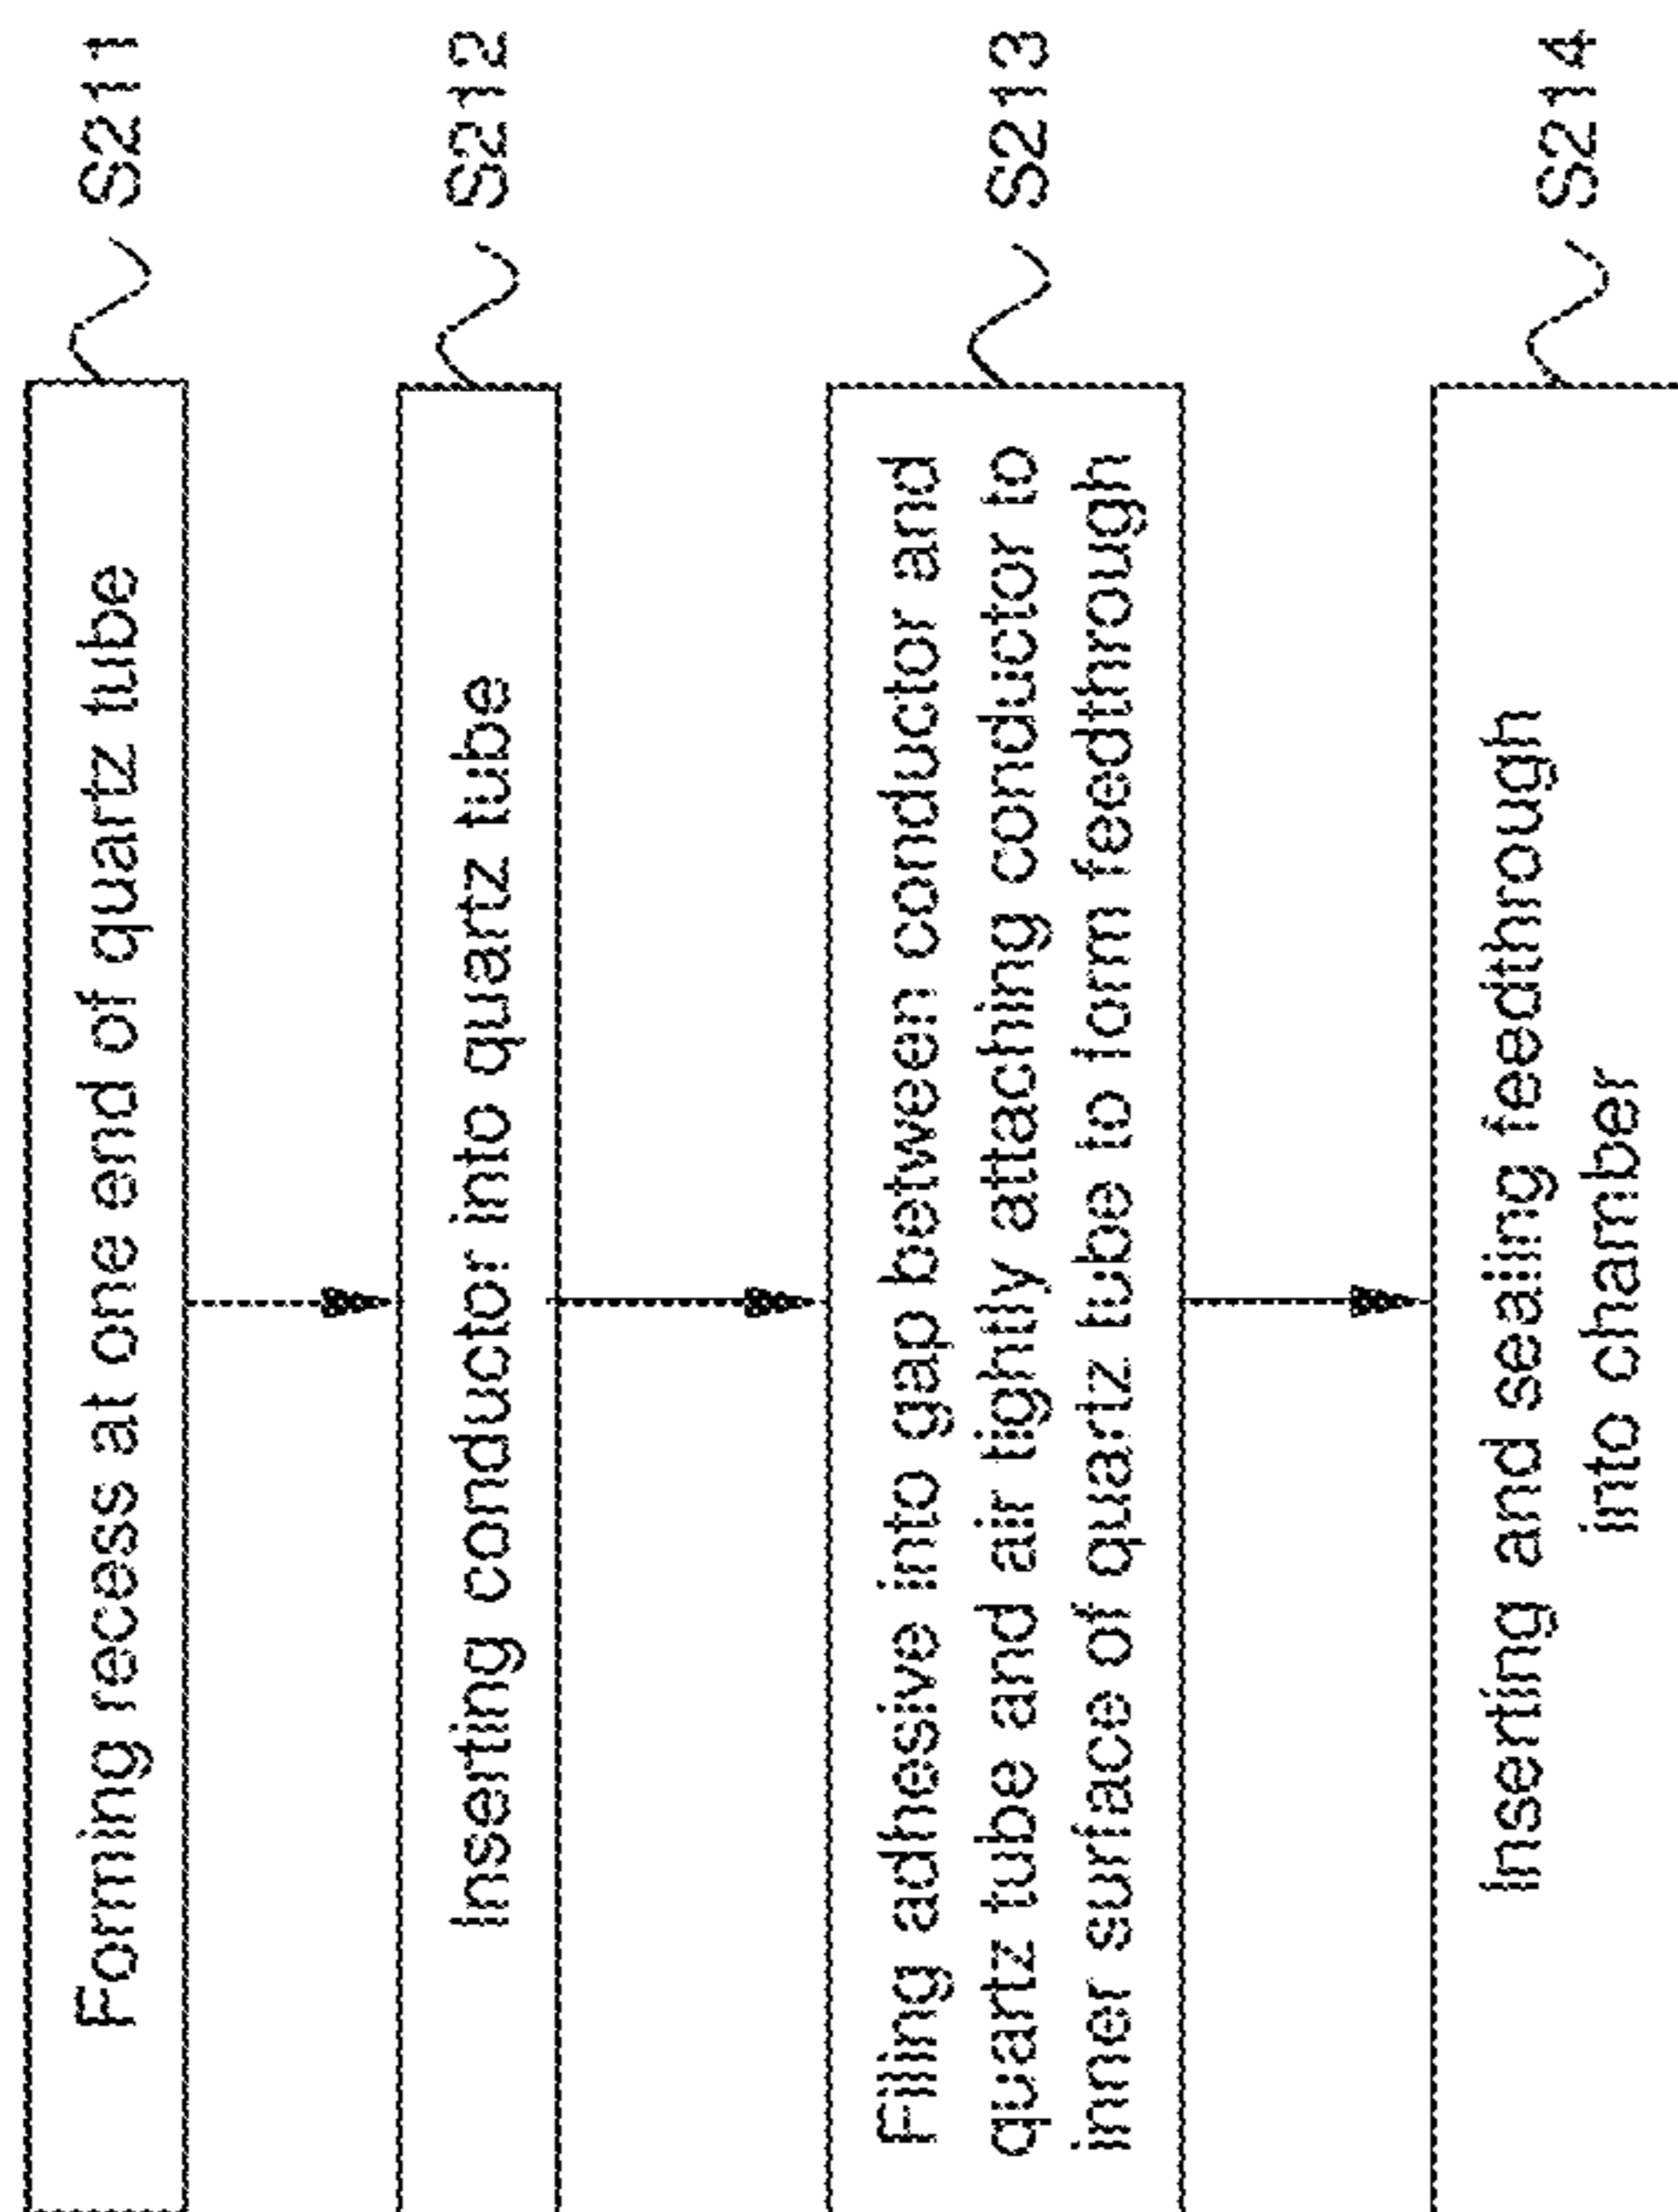 Forming recess at one end of quartz tube
S211
Inserting conductor into quartz tube
S212
Filling adhesive into gap between conductor and
quartz tube and air tightly attaching conductor to
inner surface of quartz tube to form feedthrough
S213
Inserting and sealing feedthrough
into chamber
S214